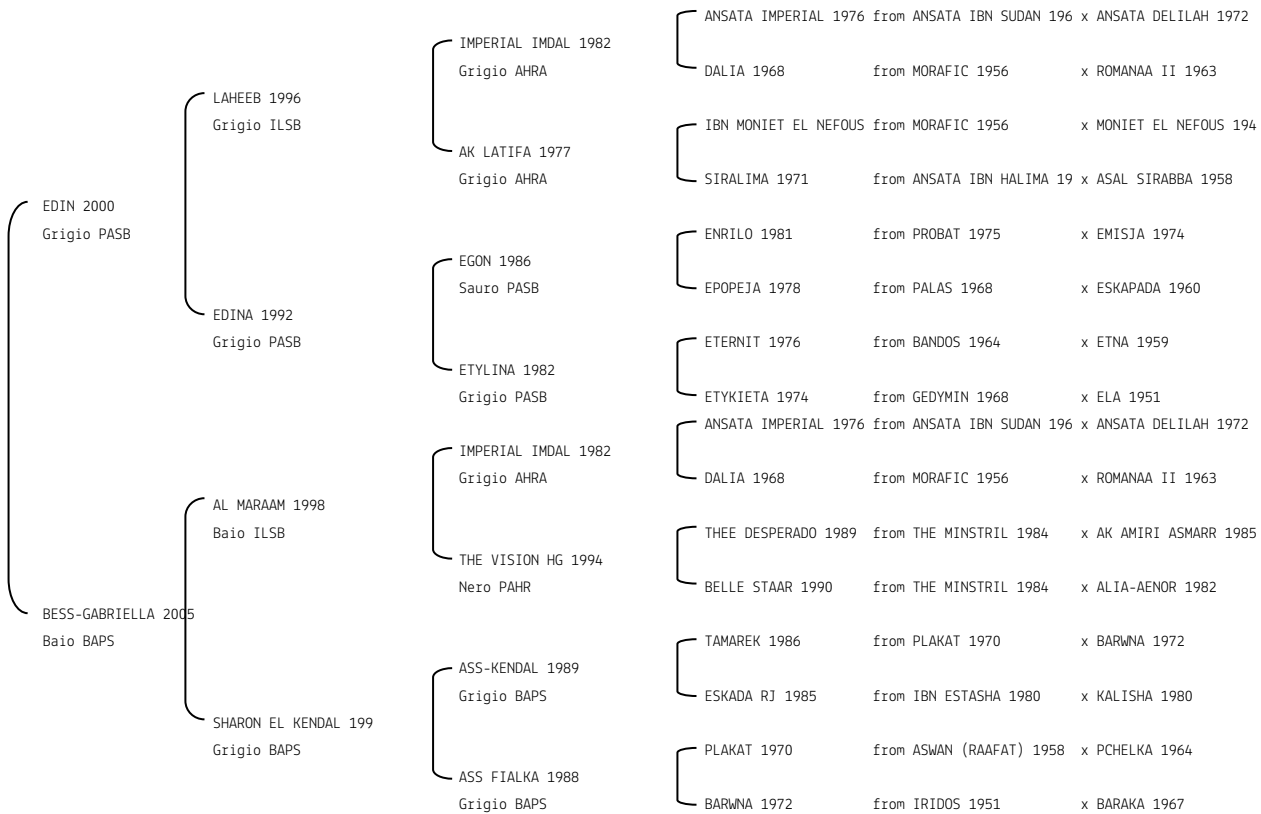 ANSATA IMPERIAL 1976 from ANSATA IBN SUDAN 196 x ANSATA DELILAH 1972
IMPERIAL IMDAL 1982
Grigio AHRA DALIA 1968 from MORAFIC 1956 x ROMANAA II 1963
LAHEEB 1996
Grigio ILSB IBN MONIET EL NEFOUS from MORAFIC 1956 x MONIET EL NEFOUS 194
AK LATIFA 1977
Grigio AHRA SIRALIMA 1971 from ANSATA IBN HALIMA 19 x ASAL SIRABBA 1958
EDIN 2000
Grigio PASB ENRILO 1981 from PROBAT 1975 x EMISJA 1974
EGON 1986
Sauro PASB EPOPEJA 1978 from PALAS 1968 x ESKAPADA 1960
EDINA 1992
Grigio PASB ETERNIT 1976 from BANDOS 1964 x ETNA 1959
ETYLINA 1982
Grigio PASB ETYKIETA 1974 from GEDYMIN 1968 x ELA 1951
ANSATA IMPERIAL 1976 from ANSATA IBN SUDAN 196 x ANSATA DELILAH 1972
IMPERIAL IMDAL 1982
Grigio AHRA DALIA 1968 from MORAFIC 1956 x ROMANAA II 1963
AL MARAAM 1998
Baio ILSB THEE DESPERADO 1989 from THE MINSTRIL 1984 x AK AMIRI ASMARR 1985
THE VISION HG 1994
Nero PAHR BELLE STAAR 1990 from THE MINSTRIL 1984 x ALIA-AENOR 1982
BESS-GABRIELLA 2005
Baio BAPS TAMAREK 1986 from PLAKAT 1970 x BARWNA 1972
ASS-KENDAL 1989
Grigio BAPS ESKADA RJ 1985 from IBN ESTASHA 1980 x KALISHA 1980
SHARON EL KENDAL 199
Grigio BAPS PLAKAT 1970 from ASWAN (RAAFAT) 1958 x PCHELKA 1964
ASS FIALKA 1988
Grigio BAPS BARWNA 1972 from IRIDOS 1951 x BARAKA 1967